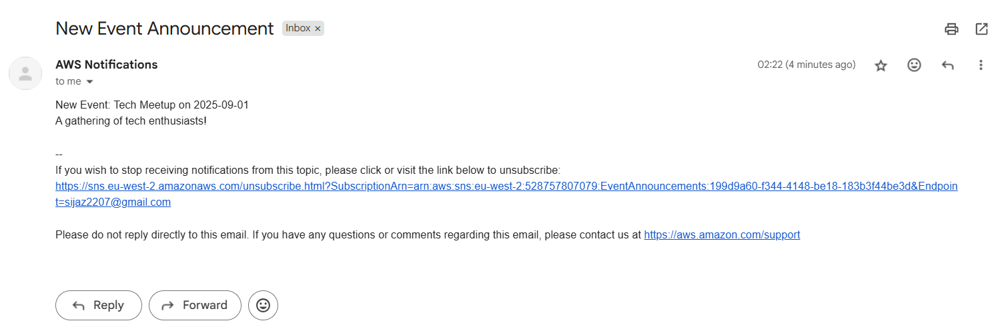 New Event Announcement Inbox ×
AWS Notifications 02:22 (4 minutes ago)
to me
New Event: Tech Meetup on 2025-09-01
A gathering of tech enthusiasts!
--
If you wish to stop receiving notifications from this topic, please click or visit the link below to unsubscribe:
https://sns.eu-west-2.amazonaws.com/unsubscribe.html?SubscriptionArn=arn:aws:sns:eu-west-2:528757807079:EventAnnouncements:199d9a60-f344-4148-be18-183b3f44be3d&Endpoin
t=sijaz2207@gmail.com
Please do not reply directly to this email. If you have any questions or comments regarding this email, please contact us at https://aws.amazon.com/support
Reply Forward